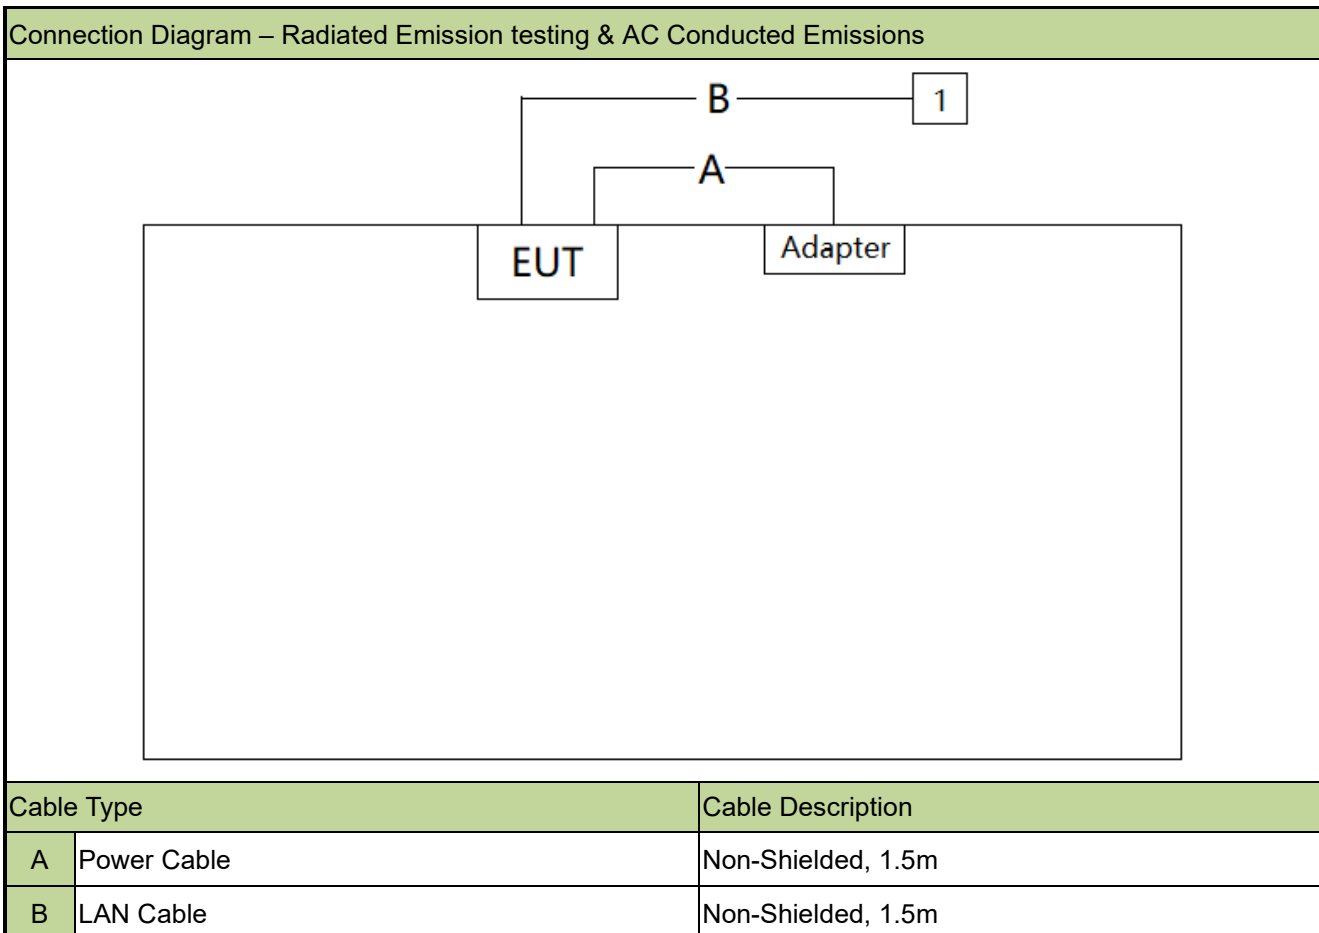 Connection Diagram – Radiated Emission testing & AC Conducted Emissions
B 1
A
EUT Adapter
Cable Type Cable Description
A Power Cable Non-Shielded, 1.5m
B LAN Cable Non-Shielded, 1.5m